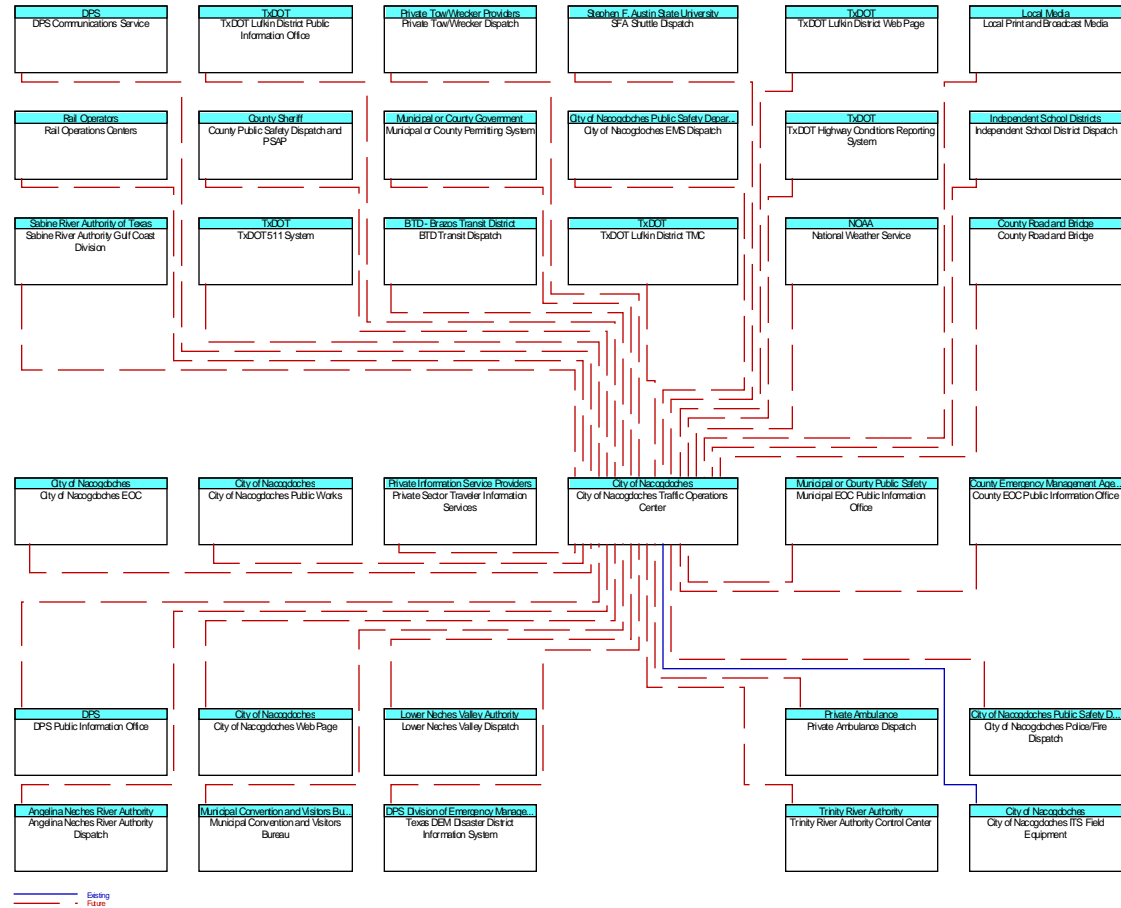 DPS
DPS Communications Service
TxDOT
TxDOT Lufkin District Public
Information Office
Private Tow/Wrecker Providers
Private Tow/Wrecker Dispatch
Stephen F. Austin State University
SFA Shuttle Dispatch
TxDOT
TxDOT Lufkin District Web Page
Local Media
Local Print and Broadcast Media
Rail Operators
Rail Operations Centers
County Sheriff
County Public Safety Dispatch and
PSAP
Municipal or County Government
Municipal or County Permitting System
City of Nacogdoches Public Safety Depar...
City of Nacogdoches EMS Dispatch
TxDOT
TxDOT Highway Conditions Reporting
System
Independent School Districts
Independent School District Dispatch
Sabine River Authority of Texas
Sabine River Authority Gulf Coast
Division
TxDOT
TxDOT 511 System
BTD - Brazos Transit District
BTD Transit Dispatch
TxDOT
TxDOT Lufkin District TMC
NOAA
National Weather Service
County Road and Bridge
County Road and Bridge
City of Nacogdoches
City of Nacogdoches EOC
City of Nacogdoches
City of Nacogdoches Public Works
Private Information Service Providers
Private Sector Traveler Information
Services
City of Nacogdoches
City of Nacogdoches Traffic Operations
Center
Municipal or County Public Safety
Municipal EOC Public Information
Office
County Emergency Management Age...
County EOC Public Information Office
DPS
DPS Public Information Office
City of Nacogdoches
City of Nacogdoches Web Page
Lower Neches Valley Authority
Lower Neches Valley Dispatch
Private Ambulance
Private Ambulance Dispatch
City of Nacogdoches Public Safety D...
City of Nacogdoches Police/Fire
Dispatch
Angelina Neches River Authority
Angelina Neches River Authority
Dispatch
Municipal Convention and Visitors Bu...
Municipal Convention and Visitors
Bureau
DPS Division of Emergency Manage...
Texas DEM Disaster District
Information System
Trinity River Authority
Trinity River Authority Control Center
City of Nacogdoches
City of Nacogdoches ITS Field
Equipment
Existing
Future